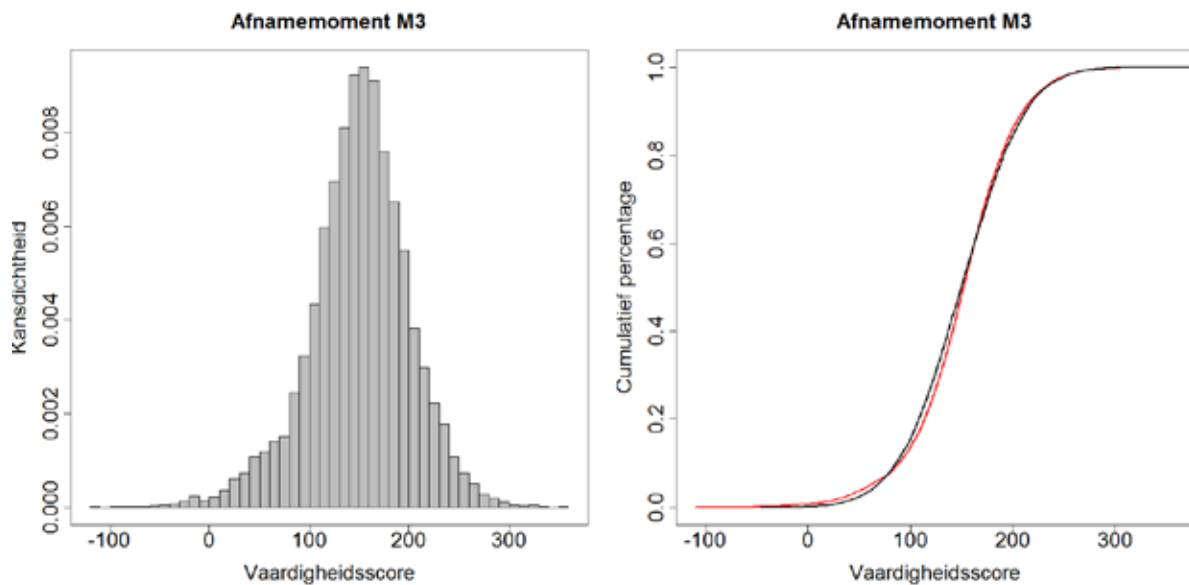 Afnamemoment M3
Kansdichtheid
0.000 0.002 0.004 0.006 0.008
-100 0 100 200 300
Vaardigheidsscore
Afnamemoment M3
Cumulatief percentage
0.0 0.2 0.4 0.6 0.8 1.0
-100 0 100 200 300
Vaardigheidsscore